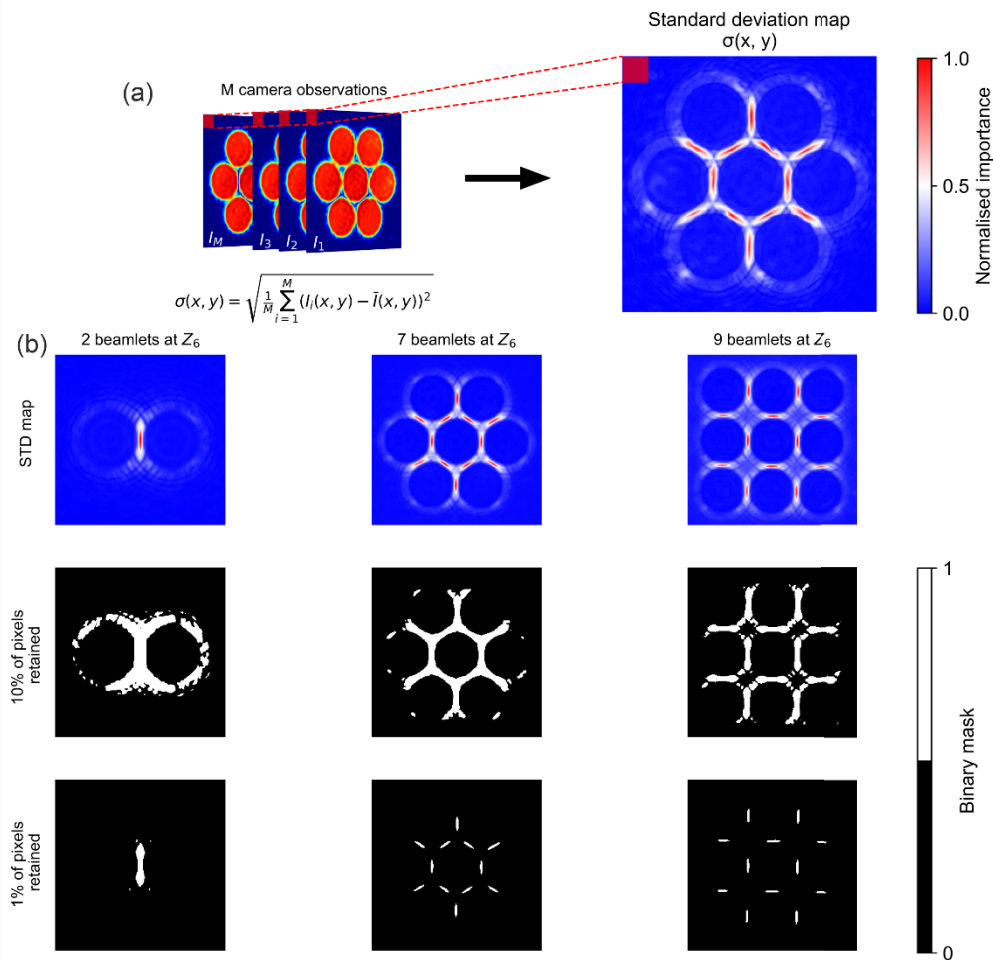 Standard deviation map
σ(x, y)
(a)
M camera observations
I_M
I_3
I_2
I_1
σ(x, y) = √(1/M ∑_{i=1}^{M} (I_i(x, y) − Ī(x, y))²)
1.0
0.5
0.0
Normalised importance
(b)
2 beamlets at Z_6
7 beamlets at Z_6
9 beamlets at Z_6
STD map
10% of pixels
retained
1% of pixels
retained
1
0
Binary mask